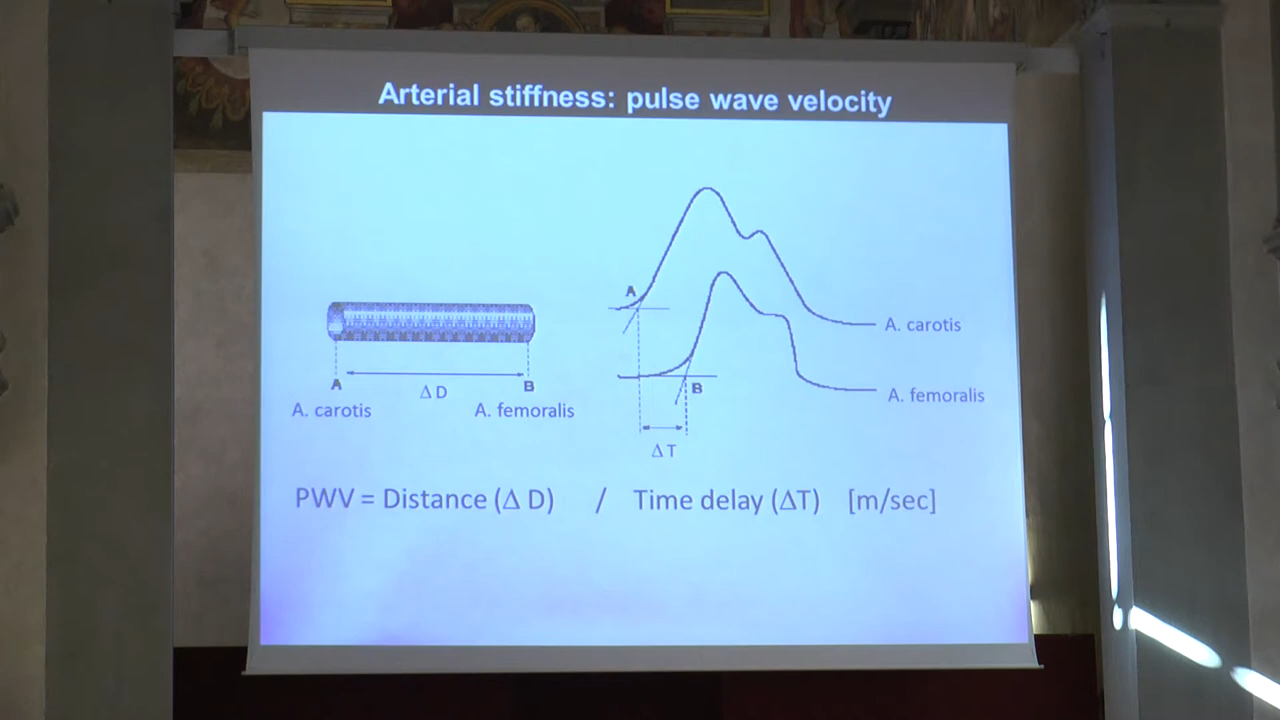 Arterial stiffness: pulse wave velocity
A
A. carotis
A
Δ D
B
B
A. femoralis
A. carotis
A. femoralis
Δ T
PWV = Distance (Δ D) / Time delay (ΔT) [m/sec]